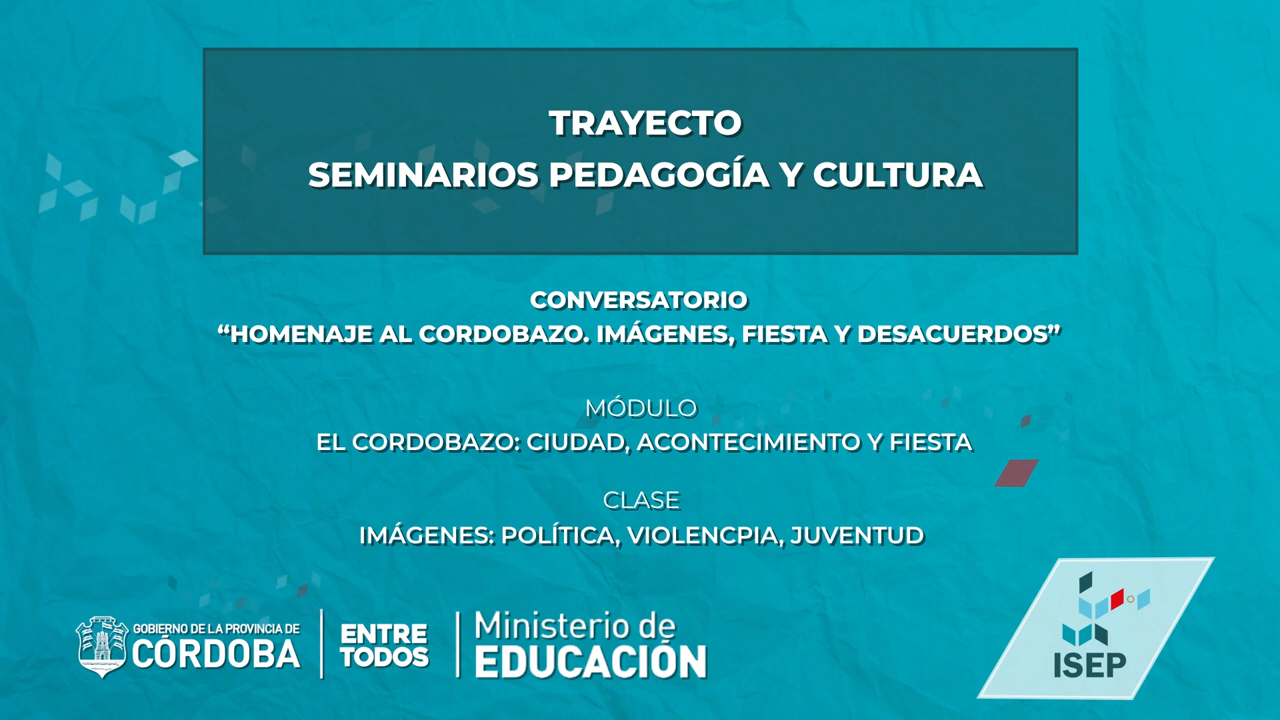 TRAYECTO
SEMINARIOS PEDAGOGÍA Y CULTURA
CONVERSATORIO
“HOMENAJE AL CORDOBAZO. IMÁGENES, FIESTA Y DESACUERDOS”
MÓDULO
EL CORDOBAZO: CIUDAD, ACONTECIMIENTO Y FIESTA
CLASE
IMÁGENES: POLÍTICA, VIOLENCPIA, JUVENTUD
GOBIERNO DE LA PROVINCIA DE
CÓRDOBA
ENTRE
TODOS
Ministerio de
EDUCACIÓN
ISEP